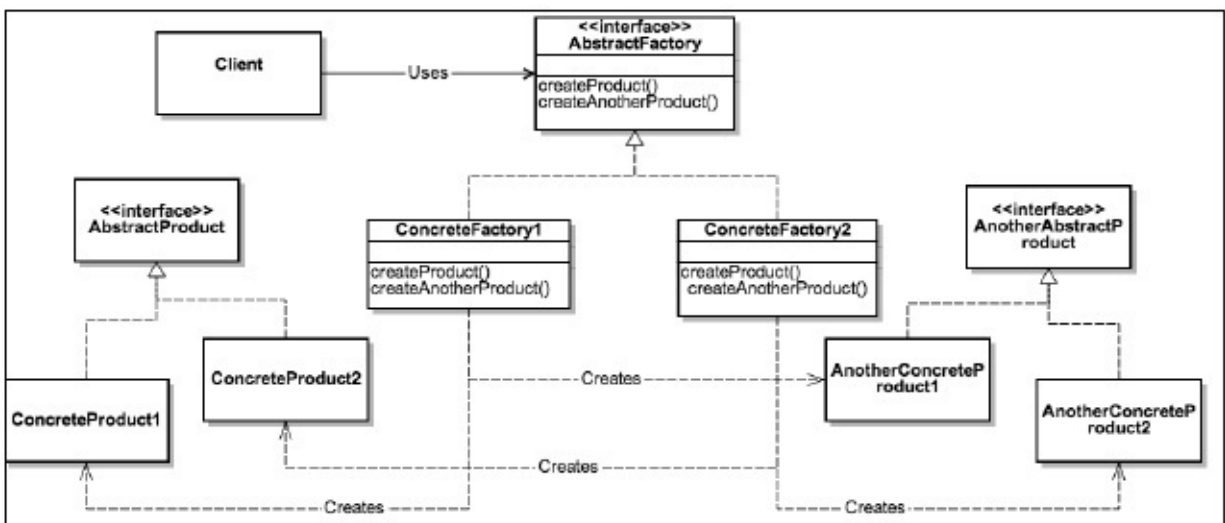 <<interface>>
AbstractFactory
Client
Uses
createProduct()
createAnotherProduct()
<<interface>>
AbstractProduct
ConcreteFactory1
createProduct()
createAnotherProduct()
ConcreteFactory2
createProduct()
createAnotherProduct()
<<interface>>
AnotherAbstractP
roduct
ConcreteProduct1
ConcreteProduct2
Creates
AnotherConcreteP
roduct1
AnotherConcreteP
roduct2
Creates
Creates
Creates